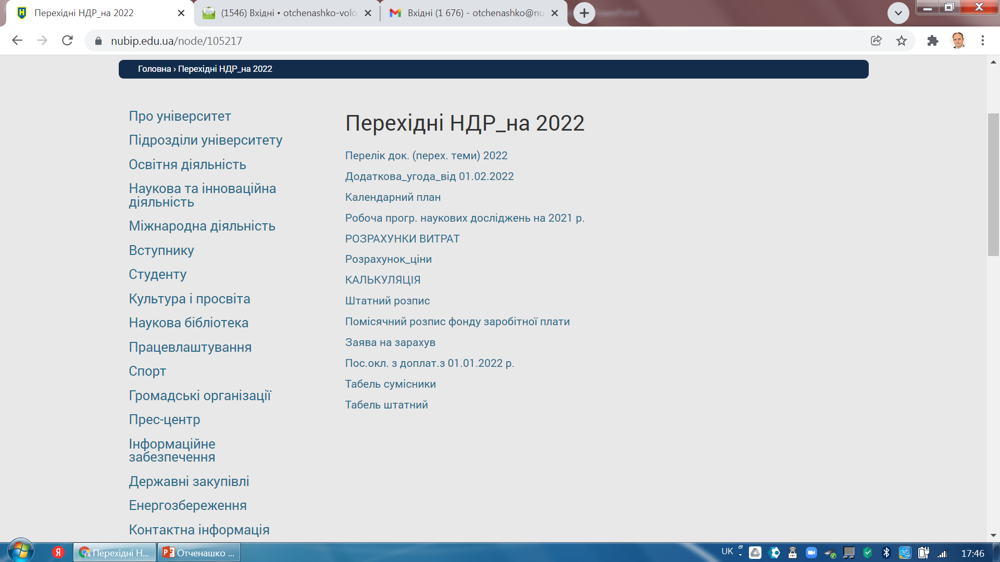 Перехідні НДР_на 2022
(1546) Вхідні • otchenashko-volo
Вхідні (1 676) - otchenashko@nu
nubip.edu.ua/node/105217
Головна › Перехідні НДР_на 2022
Про університет
Підрозділи університету
Освітня діяльність
Наукова та інноваційна
діяльність
Міжнародна діяльність
Вступнику
Студенту
Культура і просвіта
Наукова бібліотека
Працевлаштування
Спорт
Громадські організації
Прес-центр
Інформаційне
забезпечення
Державні закупівлі
Енергозбереження
Контактна інформація
Перехідні НДР_на 2022
Перелік док. (перех. теми) 2022
Додаткова_угода_від 01.02.2022
Календарний план
Робоча прогр. наукових досліджень на 2021 р.
РОЗРАХУНКИ ВИТРАТ
Розрахунок_ціни
КАЛЬКУЛЯЦІЯ
Штатний розпис
Помісячний розпис фонду заробітної плати
Заява на зарахув
Пос.окл. з доплат.з 01.01.2022 р.
Табель сумісники
Табель штатний
Перехідні Н...
Отченашко ...
UK
17:46